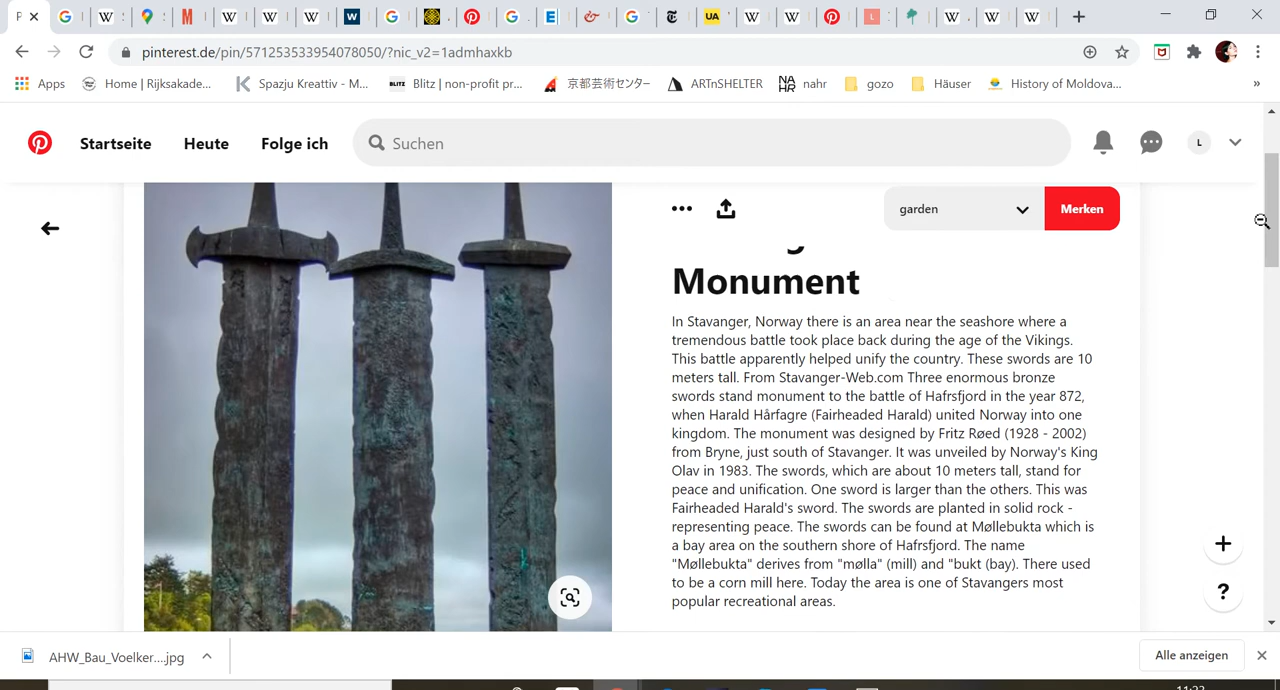 pinterest.de/pin/571253533954078050/?nic_v2=1admhaxkb
Apps
Home | Rijksakade...
Spazju Kreattiv - M...
BLITZ
Blitz | non-profit pr...
京都芸術センター
ARTnSHELTER
NA
HR
nahr
gozo
Häuser
History of Moldova...
»
Startseite
Heute
Folge ich
Suchen
L
garden
Merken
Monument
In Stavanger, Norway there is an area near the seashore where a
tremendous battle took place back during the age of the Vikings.
This battle apparently helped unify the country. These swords are 10
meters tall. From Stavanger-Web.com Three enormous bronze
swords stand monument to the battle of Hafrsfjord in the year 872,
when Harald Hårfagre (Fairheaded Harald) united Norway into one
kingdom. The monument was designed by Fritz Røed (1928 - 2002)
from Bryne, just south of Stavanger. It was unveiled by Norway's King
Olav in 1983. The swords, which are about 10 meters tall, stand for
peace and unification. One sword is larger than the others. This was
Fairheaded Harald's sword. The swords are planted in solid rock -
representing peace. The swords can be found at Møllebukta which is
a bay area on the southern shore of Hafrsfjord. The name
"Møllebukta" derives from "mølla" (mill) and "bukt (bay). There used
to be a corn mill here. Today the area is one of Stavangers most
popular recreational areas.
+
?
AHW_Bau_Voelker....jpg
Alle anzeigen